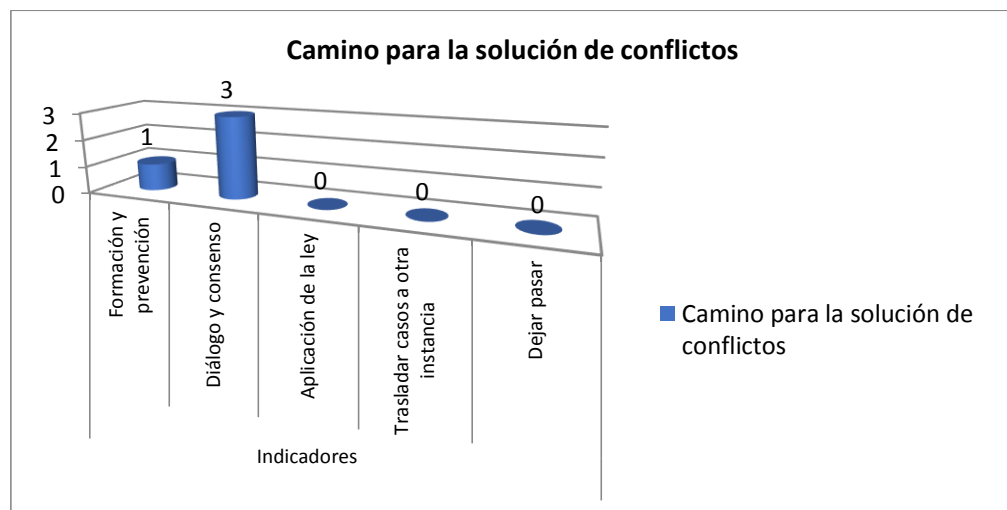 Camino para la solución de conflictos
3
2
1
0
1
3
0
0
0
Formación y
prevención
Diálogo y consenso
Aplicación de la ley
Trasladar casos a otra
instancia
Dejar pasar
Indicadores
Camino para la solución de
conflictos